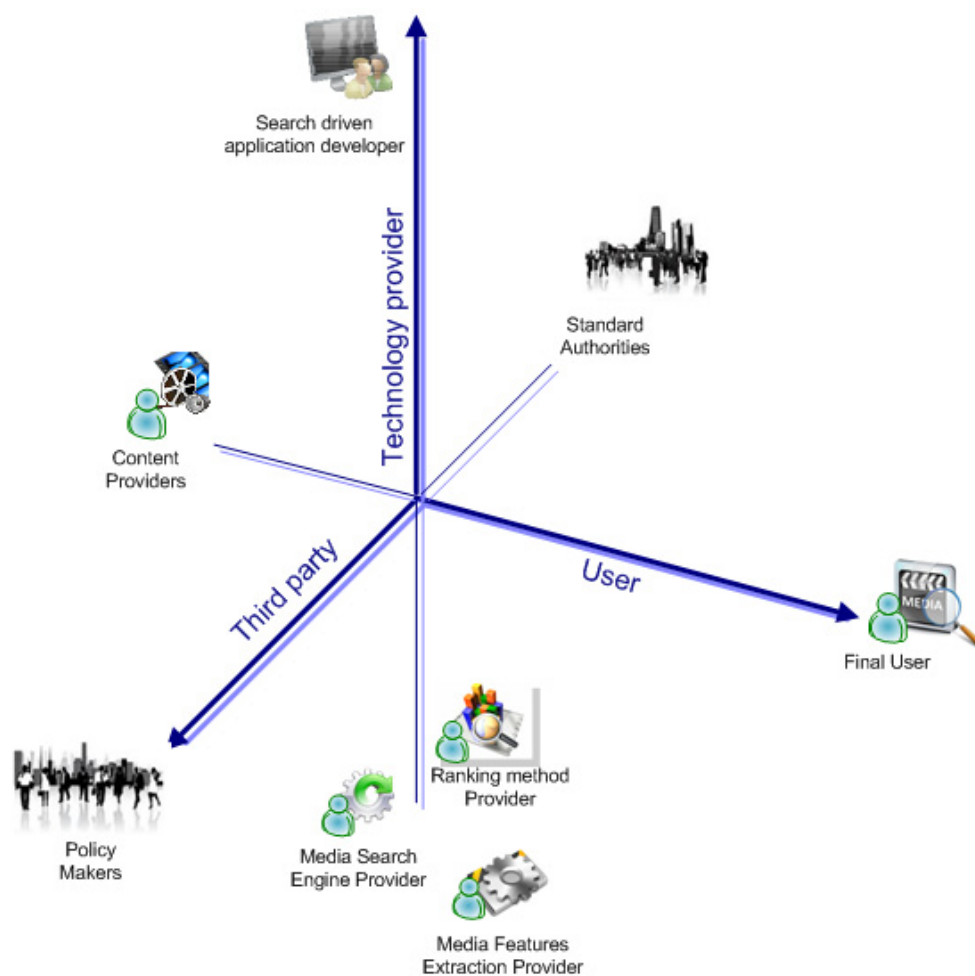 Search driven
application developer
Technology provider
Standard
Authorities
Content
Providers
Third party
User
MEDIA
Final User
Ranking method
Provider
Policy
Makers
Media Search
Engine Provider
Media Features
Extraction Provider